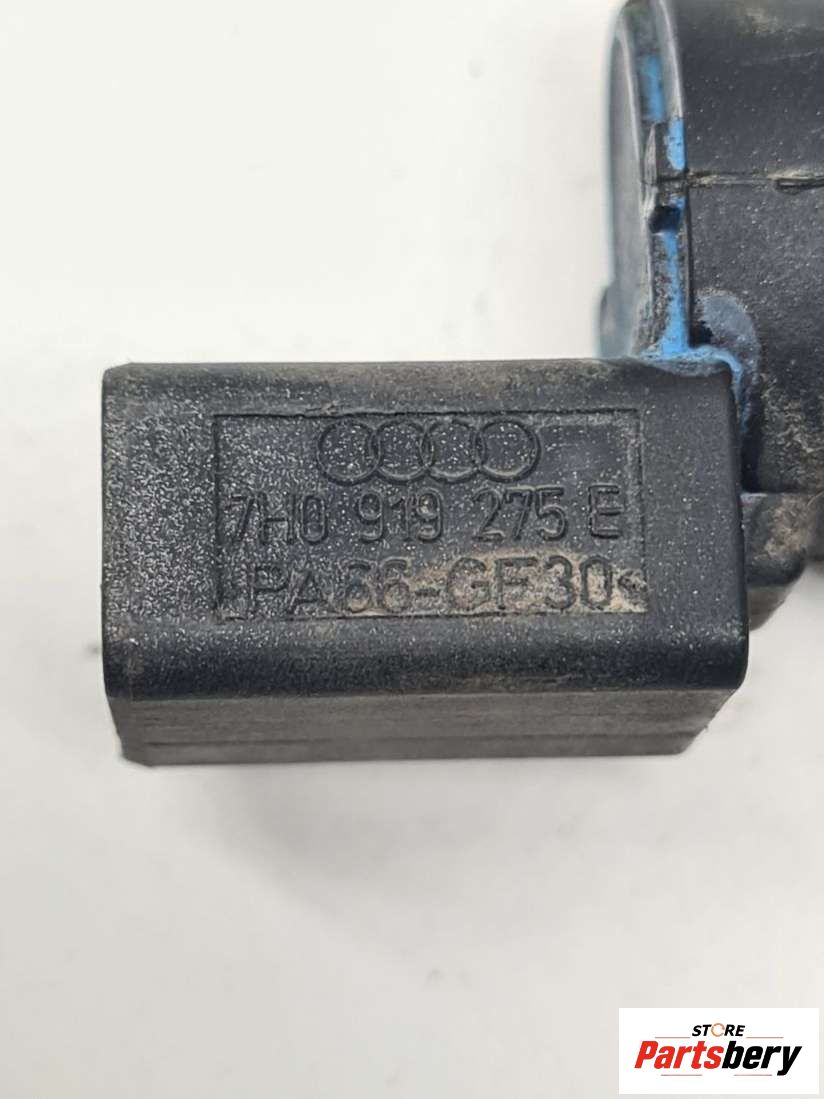 7H0 919 275 E
PA66-GF30<
STORE
Partsbery